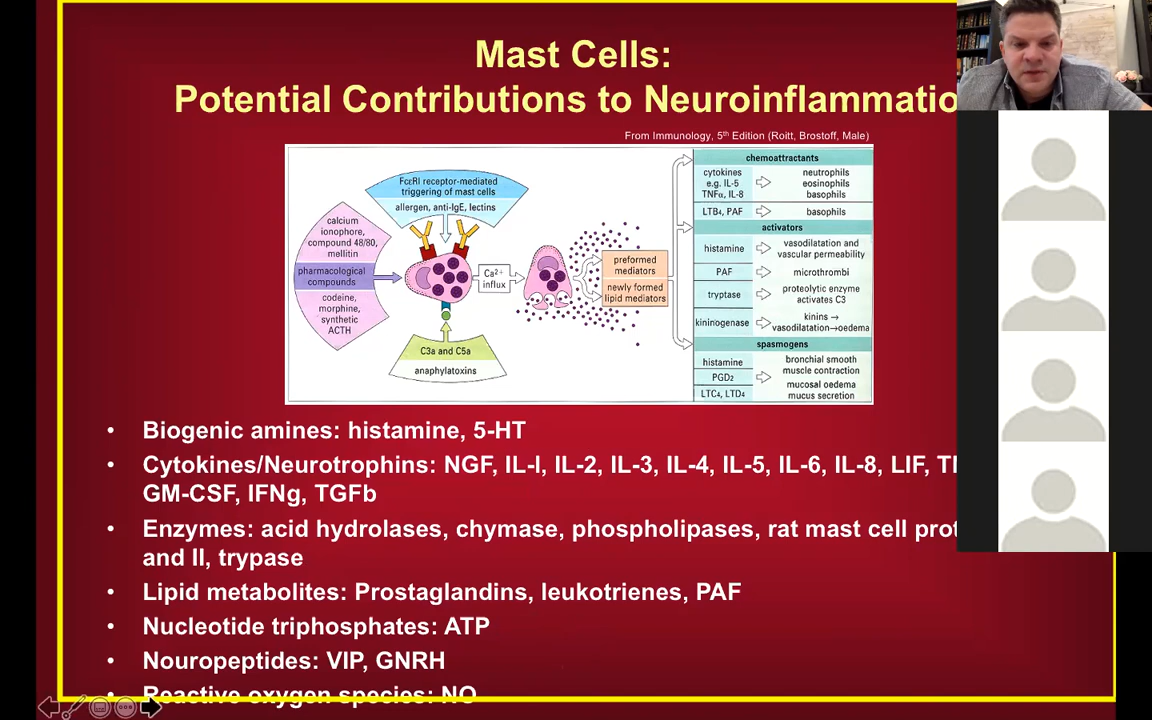 Mast Cells:
Potential Contributions to Neuroinflammatio
From Immunology, 5th Edition (Roitt, Brostoff, Male)
FcεRI receptor-mediated
triggering of mast cells
allergen, anti-IgE, lectins
calcium
ionophore,
compound 48/80,
mellitin
pharmacological
compounds
codeine,
morphine,
synthetic
ACTH
Ca2+
influx
C3a and C5a
anaphylatoxins
preformed
mediators
newly formed
lipid mediators
chemoattractants
cytokines
e.g. IL-5
TNFα, IL-8
neutrophils
eosinophils
basophils
LTB4, PAF
basophils
activators
histamine
vasodilatation and
vascular permeability
PAF
microthrombi
tryptase
proteolytic enzyme
activates C3
kininogenase
kinins →
vasodilatation→oedema
spasmogens
histamine
PGD2
LTC4, LTD4
bronchial smooth
muscle contraction
mucosal oedema
mucus secretion
• Biogenic amines: histamine, 5-HT
• Cytokines/Neurotrophins: NGF, IL-I, IL-2, IL-3, IL-4, IL-5, IL-6, IL-8, LIF,
GM-CSF, IFNg, TGFb
• Enzymes: acid hydrolases, chymase, phospholipases, rat mast cell
and II, trypase
• Lipid metabolites: Prostaglandins, leukotrienes, PAF
• Nucleotide triphosphates: ATP
• Nouropeptides: VIP, GNRH
• Reactive oxygen species: NO